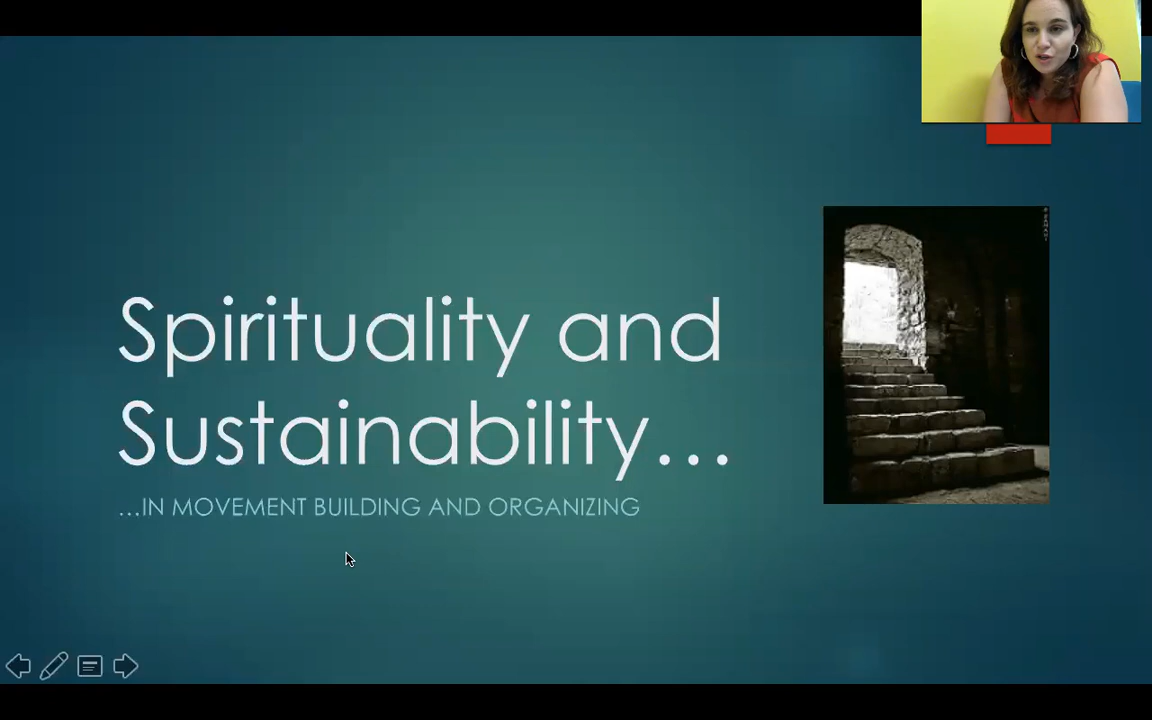 Spirituality and
Sustainability...
...IN MOVEMENT BUILDING AND ORGANIZING